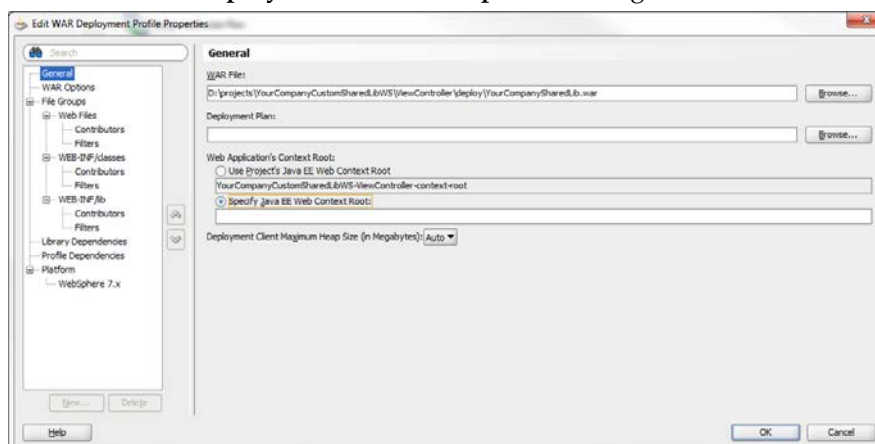 Edit WAR Deployment Profile Properties
Search
General
WAR Options
File Groups
Web Files
Contributors
Filters
WEB-INF/classes
Contributors
Filters
WEB-INF/lib
Contributors
Filters
Library Dependencies
Profile Dependencies
Platform
WebSphere 7.x
New... Delete
Help
General
WAR File:
D:\projects\YourCompanyCustomSharedLibWS\ViewController\deploy\YourCompanySharedLib.war
Browse...
Deployment Plan:
Browse...
Web Application's Context Root:
Use Project's Java EE Web Context Root
YourCompanyCustomSharedLibWS-ViewController-context-root
Specify Java EE Web Context Root:
Deployment Client Maximum Heap Size (in Megabytes): Auto
OK Cancel